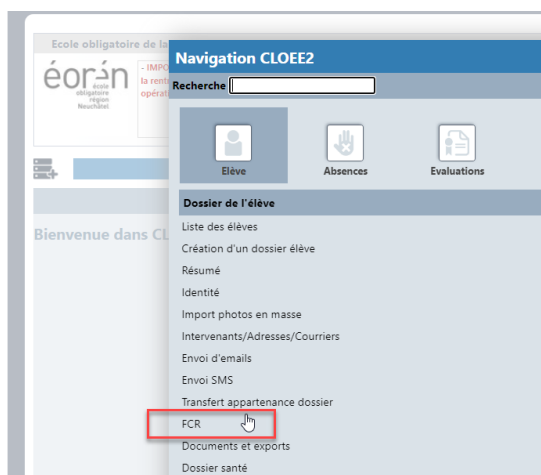 Ecole obligatoire de la
éorén
école
obligatoire
région
Neuchâtel
- IMPO
la rent
opérat
Bienvenue dans CL
Navigation CLOEE2
Recherche
Elève
Absences
Evaluations
Dossier de l'élève
Liste des élèves
Création d'un dossier élève
Résumé
Identité
Import photos en masse
Intervenants/Adresses/Courriers
Envoi d'emails
Envoi SMS
Transfert appartenance dossier
FCR
Documents et exports
Dossier santé